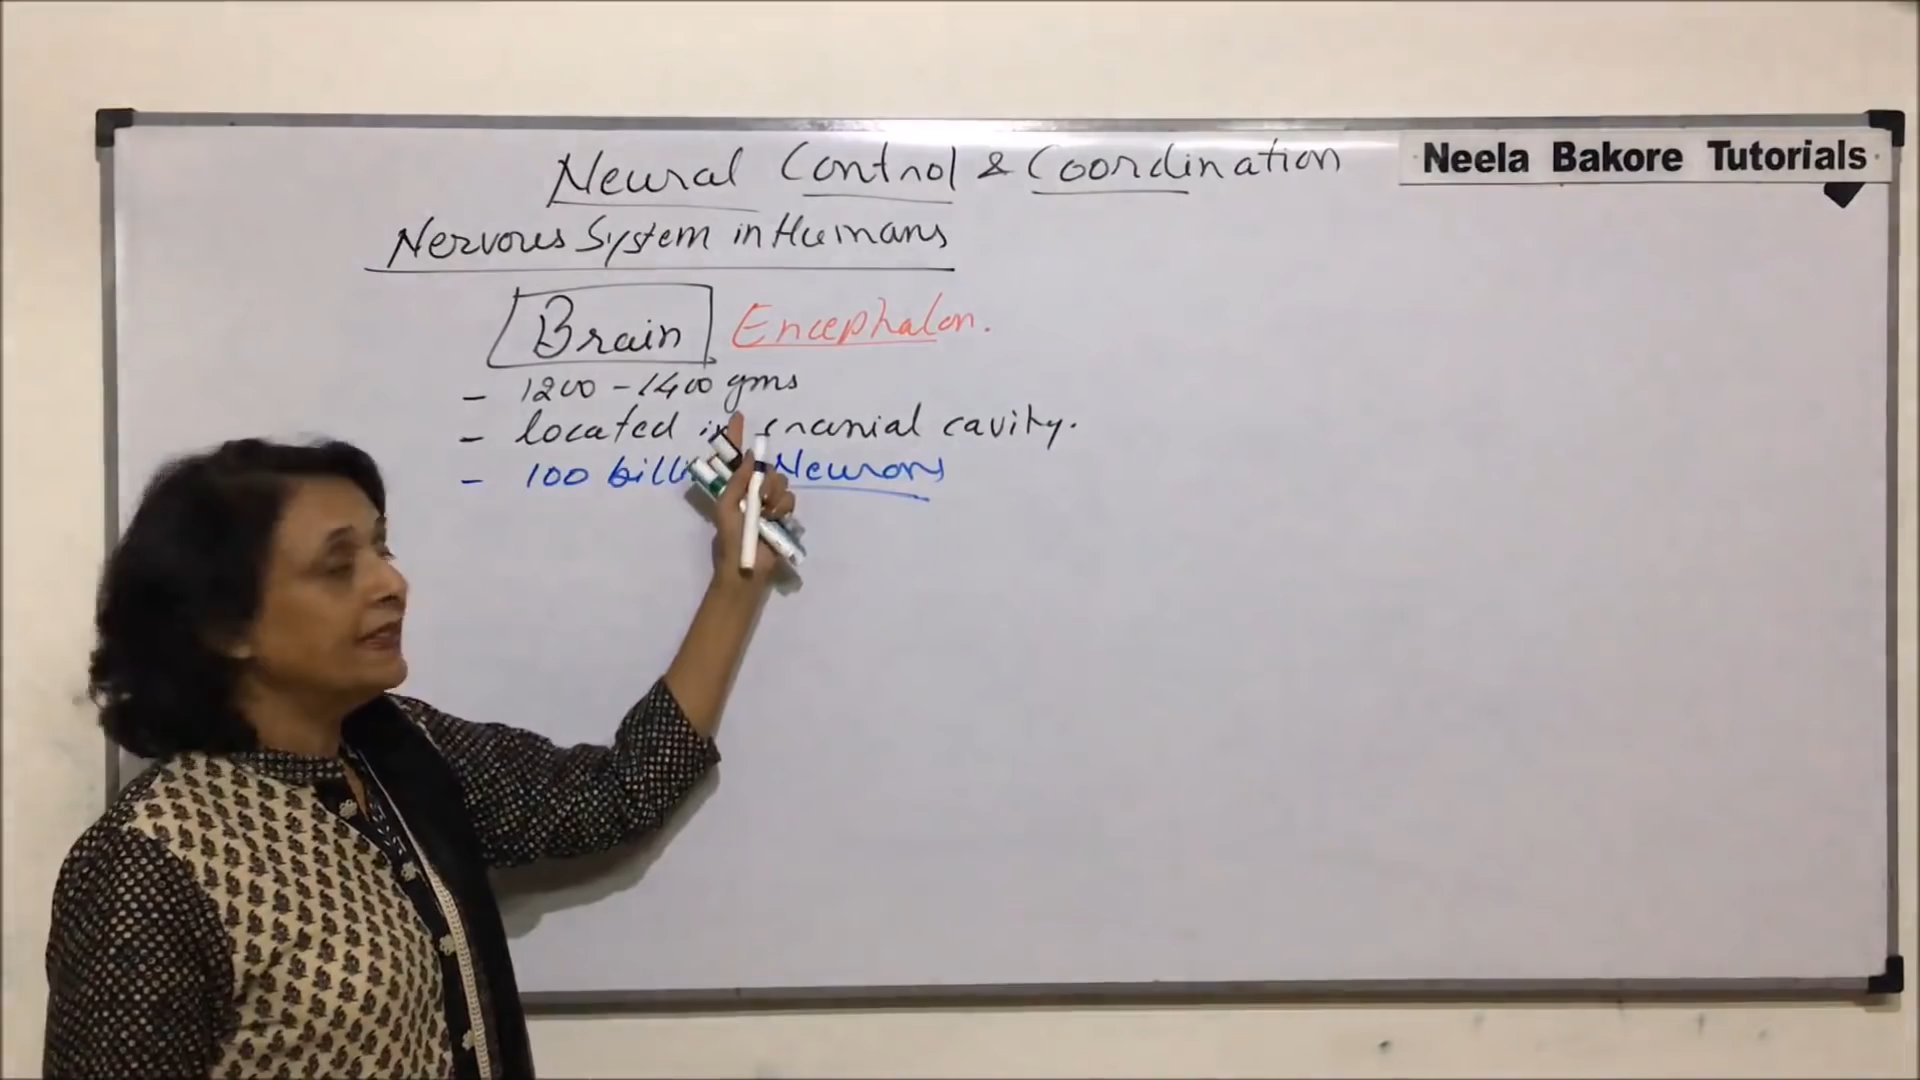 Neural Control & Coordination
Neela Bakore Tutorials
Nervous System in Humans
Brain Encephalon.
- 1200 - 1400 gms
- located in cranial cavity.
- 100 billion Neurons